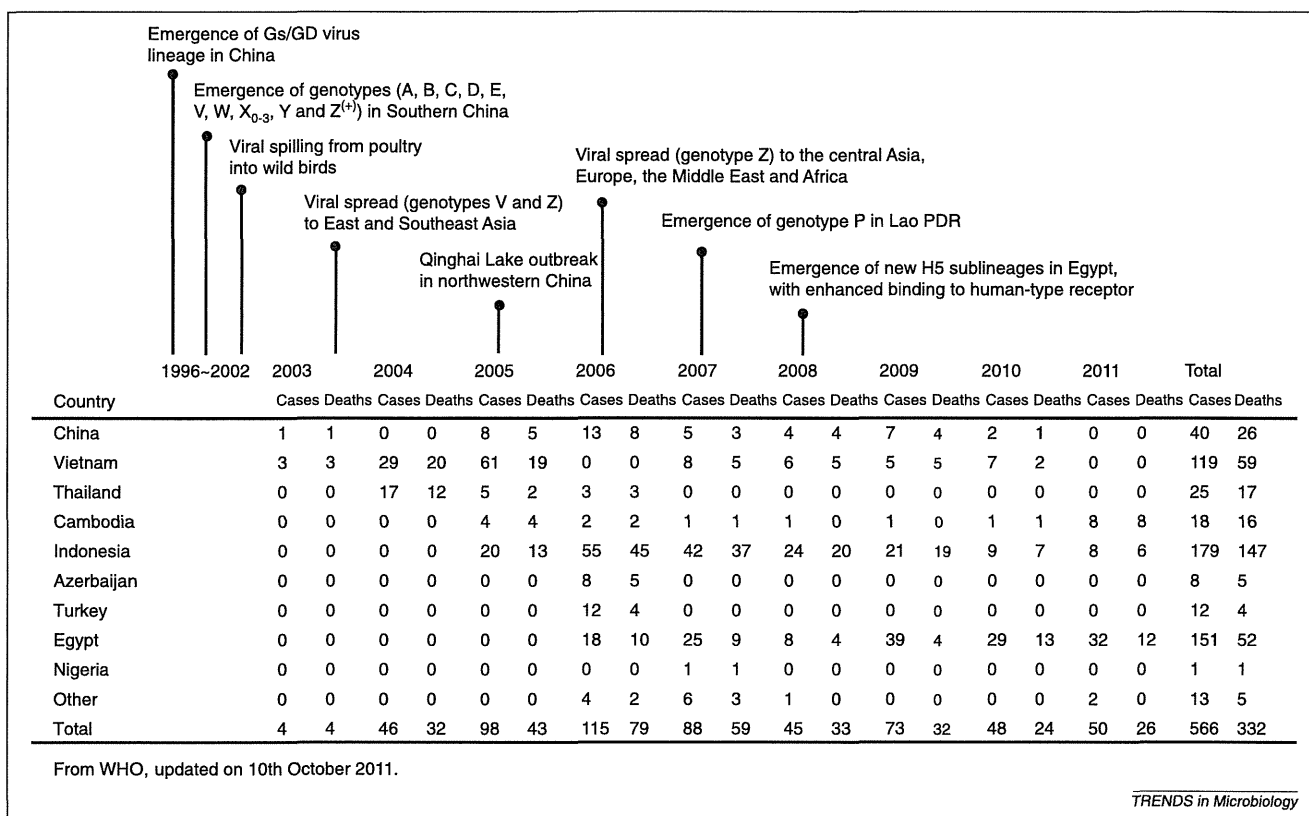 Emergence of Gs/GD virus
lineage in China
Emergence of genotypes (A, B, C, D, E,
V, W, X0-3, Y and Z(+)) in Southern China
Viral spilling from poultry
into wild birds
Viral spread (genotypes V and Z)
to East and Southeast Asia
Qinghai Lake outbreak
in northwestern China
Viral spread (genotype Z) to the central Asia,
Europe, the Middle East and Africa
Emergence of genotype P in Lao PDR
Emergence of new H5 sublineages in Egypt,
with enhanced binding to human-type receptor
1996~2002 2003 2004 2005 2006 2007 2008 2009 2010 2011 Total
Country Cases Deaths Cases Deaths Cases Deaths Cases Deaths Cases Deaths Cases Deaths Cases Deaths Cases Deaths Cases Deaths Cases Deaths
China 1 1 0 0 8 5 13 8 5 3 4 4 7 4 2 1 0 0 40 26
Vietnam 3 3 29 20 61 19 0 0 8 5 6 5 5 5 7 2 0 0 119 59
Thailand 0 0 17 12 5 2 3 3 0 0 0 0 0 0 0 0 0 0 25 17
Cambodia 0 0 0 0 4 4 2 2 1 1 1 0 1 0 1 1 8 8 18 16
Indonesia 0 0 0 0 20 13 55 45 42 37 24 20 21 19 9 7 8 6 179 147
Azerbaijan 0 0 0 0 0 0 8 5 0 0 0 0 0 0 0 0 0 0 8 5
Turkey 0 0 0 0 0 0 12 4 0 0 0 0 0 0 0 0 0 0 12 4
Egypt 0 0 0 0 0 0 18 10 25 9 8 4 39 4 29 13 32 12 151 52
Nigeria 0 0 0 0 0 0 0 0 1 1 0 0 0 0 0 0 0 0 1 1
Other 0 0 0 0 0 0 4 2 6 3 1 0 0 0 0 0 2 0 13 5
Total 4 4 46 32 98 43 115 79 88 59 45 33 73 32 48 24 50 26 566 332
From WHO, updated on 10th October 2011.
TRENDS in Microbiology